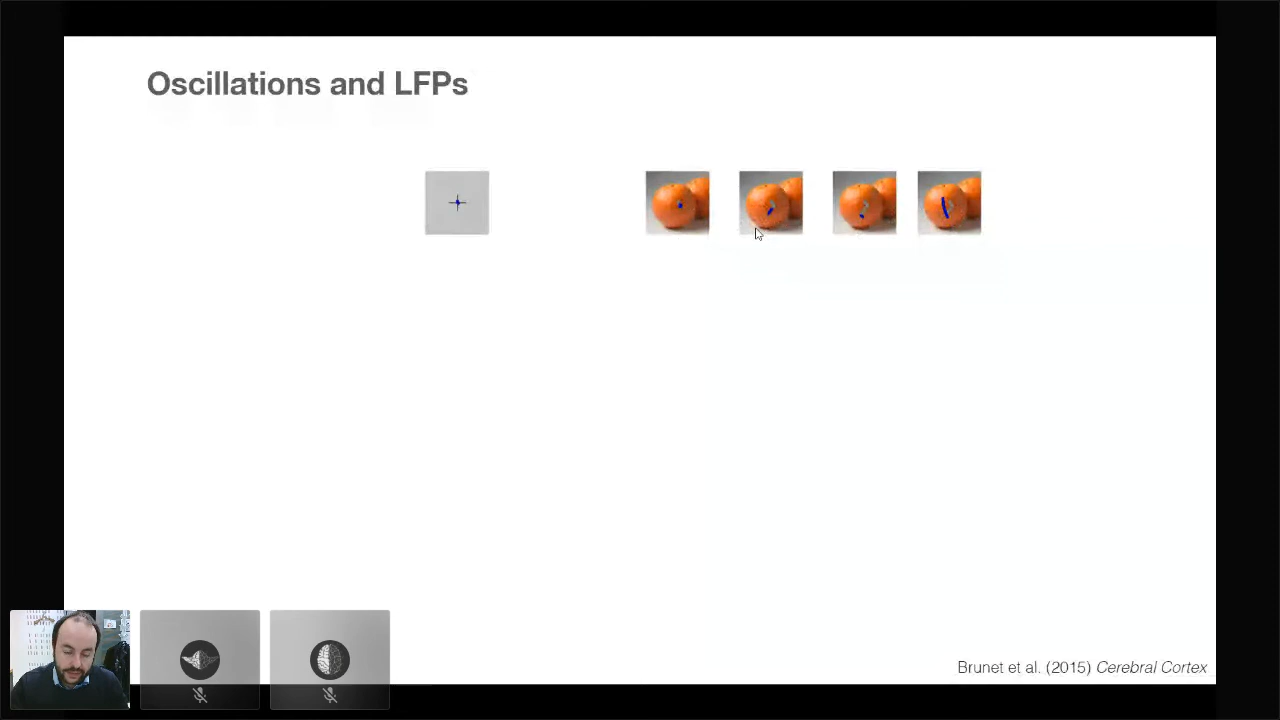 Oscillations and LFPs
Brunet et al. (2015) Cerebral Cortex